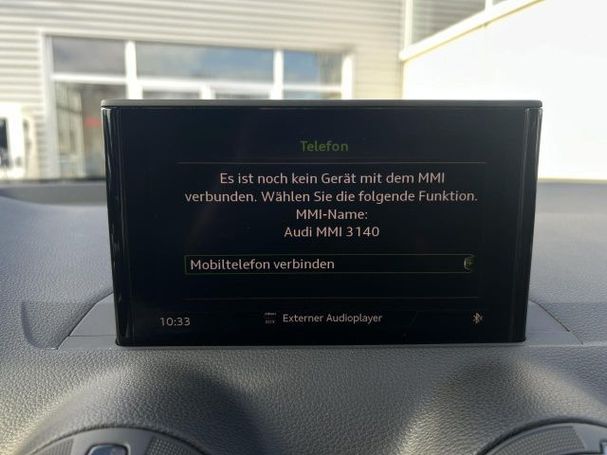 Telefon
Es ist noch kein Gerät mit dem MMI
verbunden. Wählen Sie die folgende Funktion.
MMI-Name:
Audi MMI 3140
Mobiltelefon verbinden
10:33 Externer Audioplayer